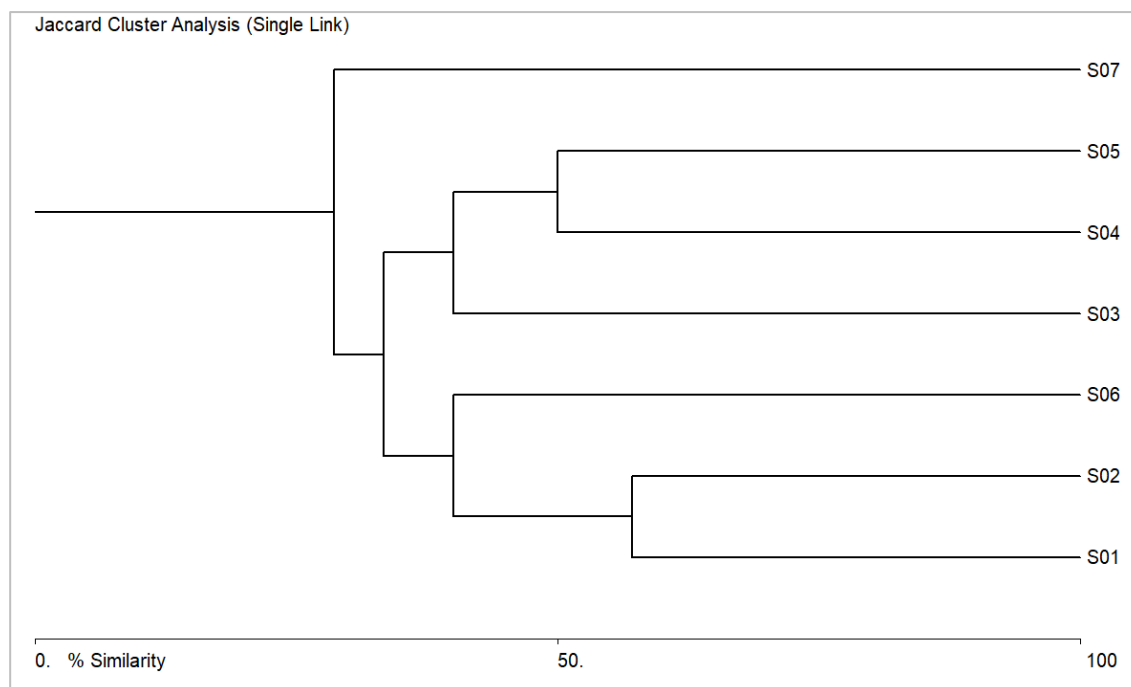 Jaccard Cluster Analysis (Single Link)
S07
S05
S04
S03
S06
S02
S01
0. % Similarity 50. 100